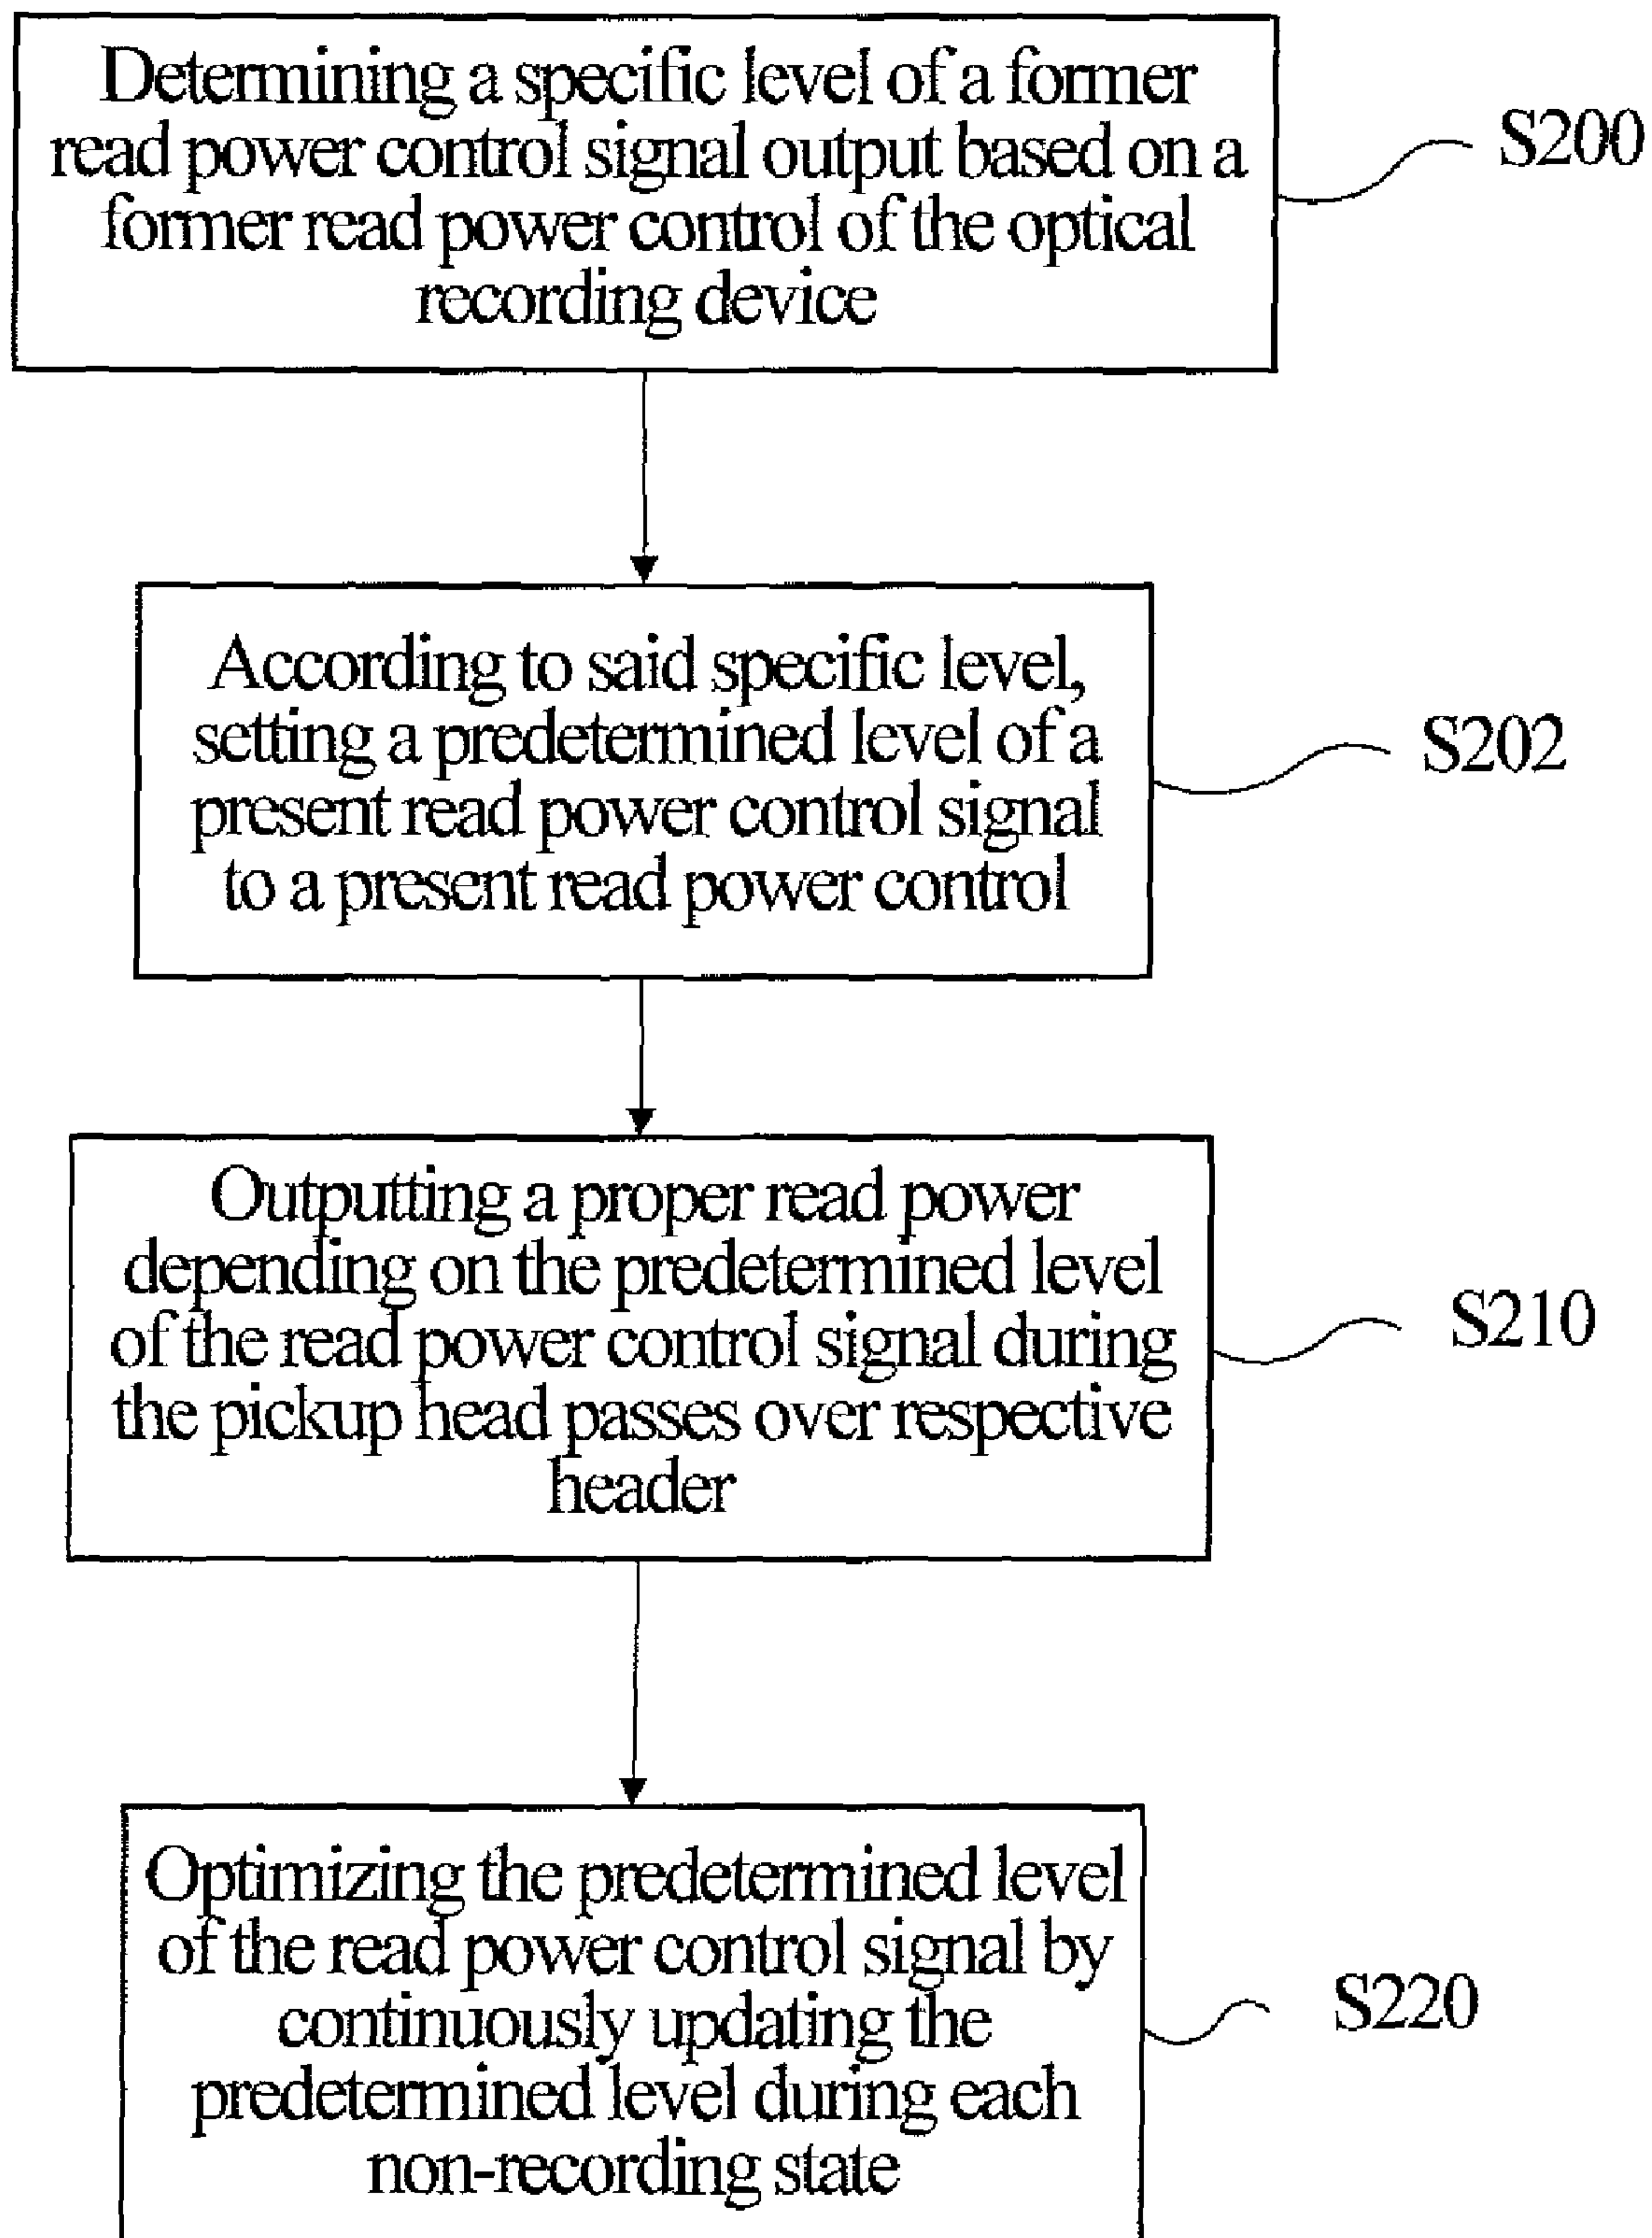 Determining a specific level of a former
read power control signal output based on a
former read power control of the optical
recording device
S200
According to said specific level,
setting a predetermined level of a
present read power control signal
to a present read power control
S202
Outputting a proper read power
depending on the predetermined level
of the read power control signal during
the pickup head passes over respective
header
S210
Optimizing the predetermined level
of the read power control signal by
continuously updating the
predetermined level during each
non-recording state
S220